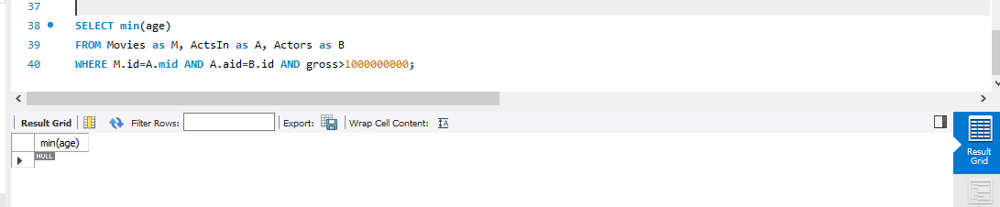 37
38 SELECT min(age)
39 FROM Movies as M, ActsIn as A, Actors as B
40 WHERE M.id=A.mid AND A.aid=B.id AND gross>1000000000;
Result Grid Filter Rows: Export: Wrap Cell Content: IA
min(age)
NULL
Result
Grid